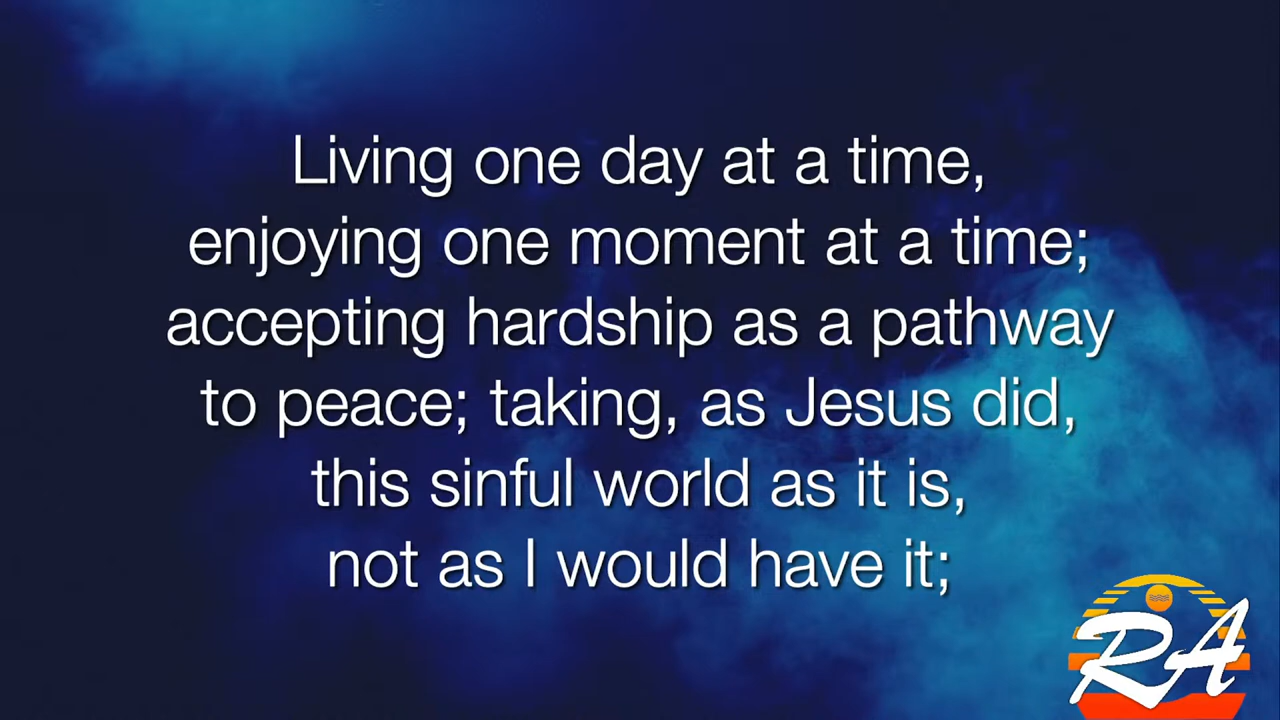 Living one day at a time,
enjoying one moment at a time;
accepting hardship as a pathway
to peace; taking, as Jesus did,
this sinful world as it is,
not as I would have it;
RA